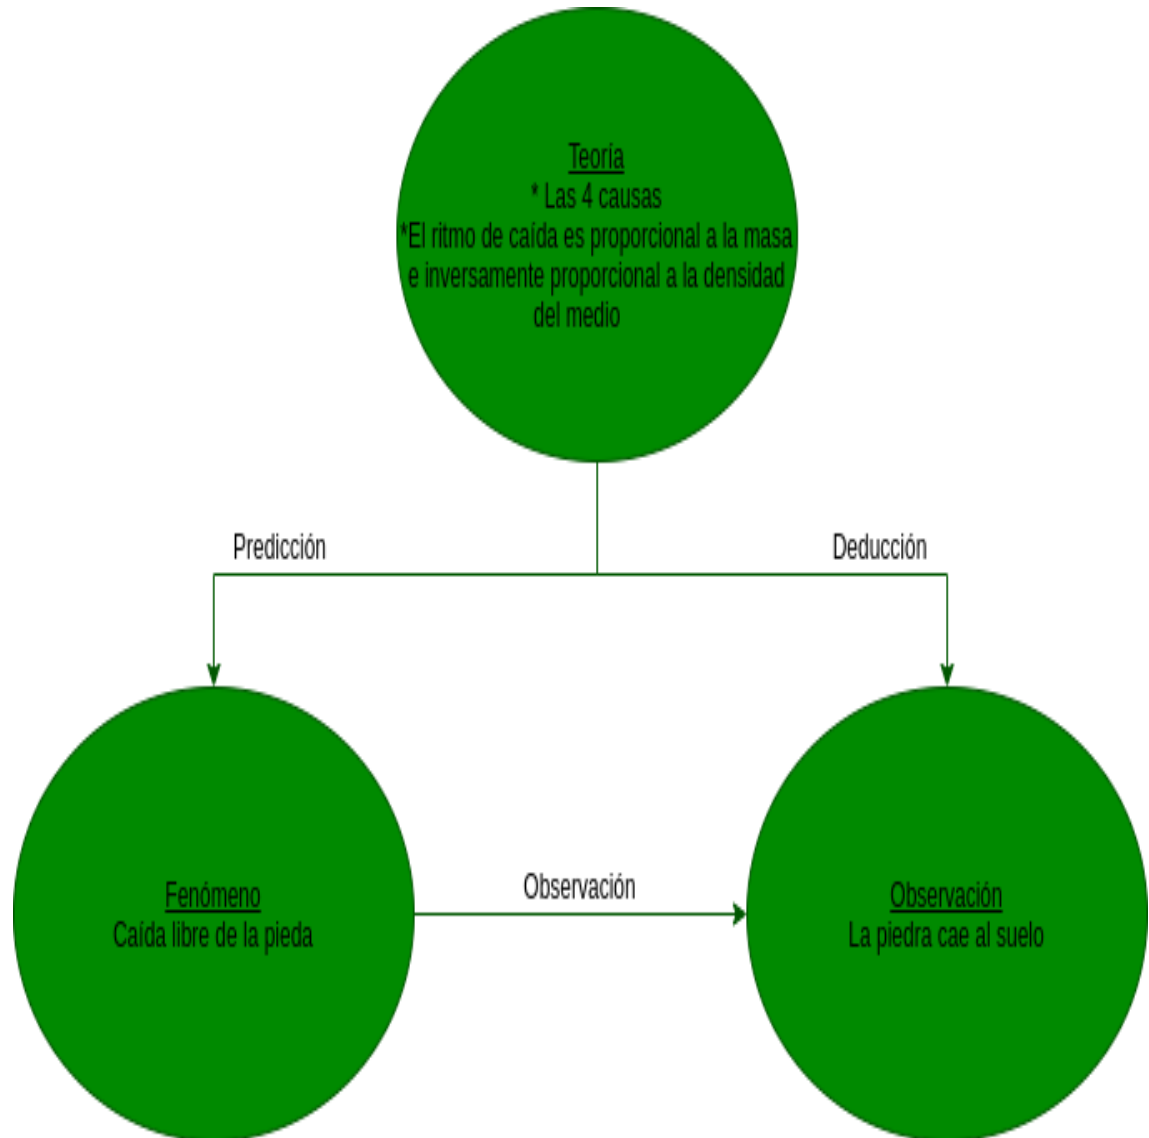 Teoría
* Las 4 causas
*El ritmo de caída es proporcional a la masa
e inversamente proporcional a la densidad
del medio
Predicción
Deducción
Fenómeno
Caída libre de la pieda
Observación
Observación
La piedra cae al suelo